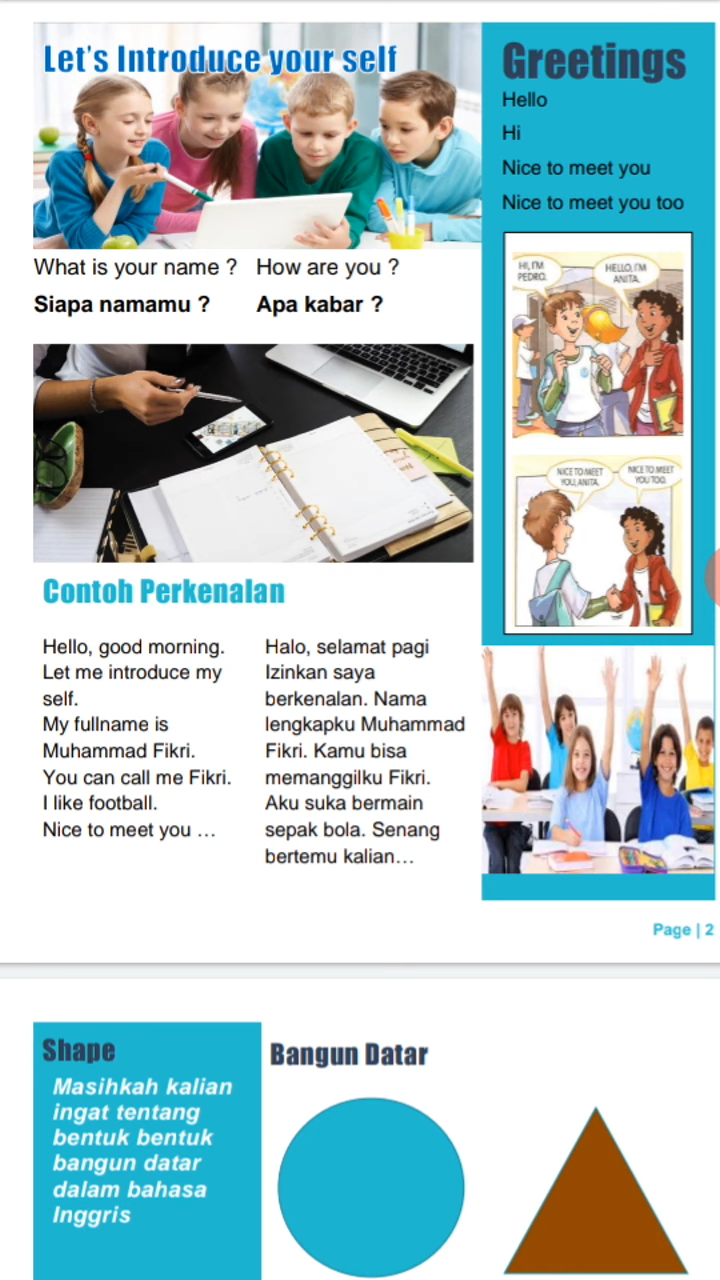 Let's Introduce your self
What is your name ? How are you ?
Siapa namamu ? Apa kabar ?
Contoh Perkenalan
Hello, good morning.
Let me introduce my
self.
My fullname is
Muhammad Fikri.
You can call me Fikri.
I like football.
Nice to meet you …
Halo, selamat pagi
Izinkan saya
berkenalan. Nama
lengkapku Muhammad
Fikri. Kamu bisa
memanggilku Fikri.
Aku suka bermain
sepak bola. Senang
bertemu kalian…
Greetings
Hello
Hi
Nice to meet you
Nice to meet you too
HI, I'M
PEDRO.
HELLO, I'M
ANITA.
NICE TO MEET
YOU, ANITA.
NICE TO MEET
YOU TOO.
Page | 2
Shape
Masihkah kalian
ingat tentang
bentuk bentuk
bangun datar
dalam bahasa
Inggris
Bangun Datar